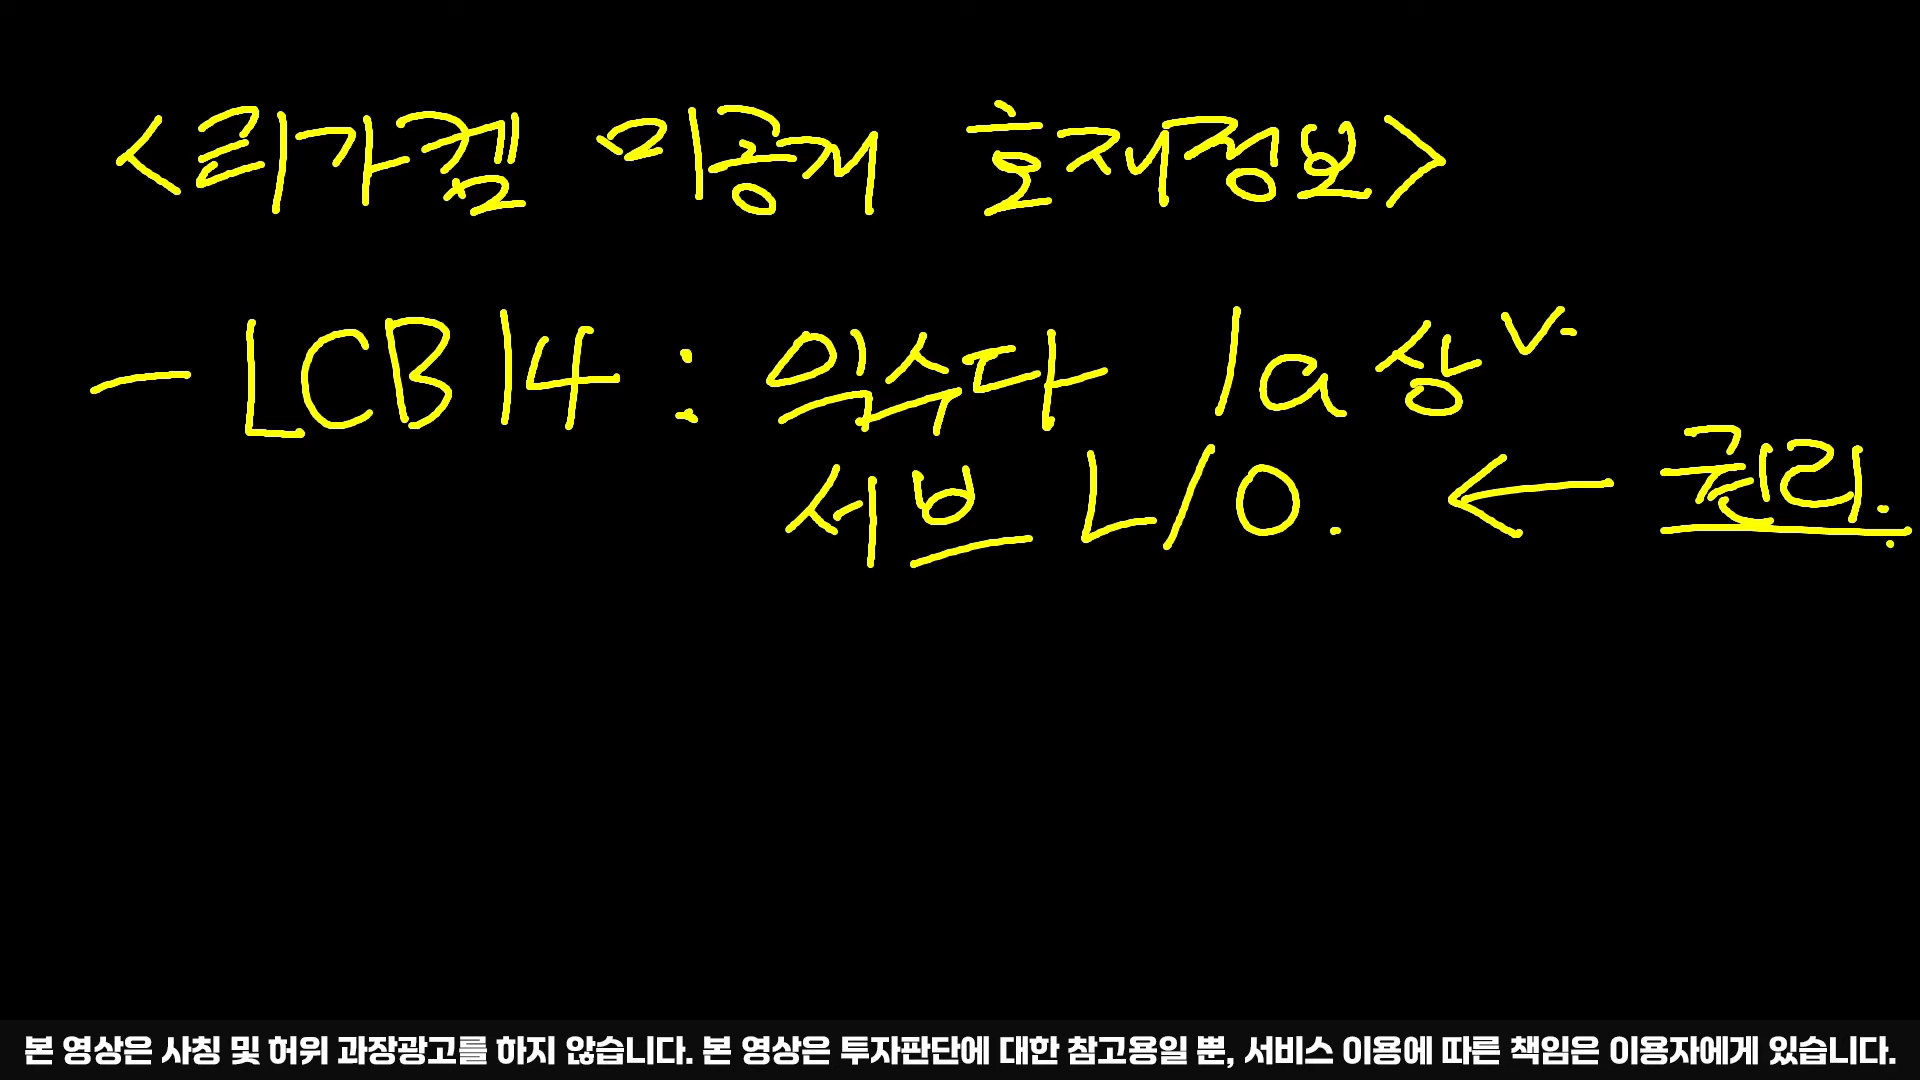 <리가켐 미공개 호재정보>
- LCB14 : 익수다 1a상 v
서브 L/O. ← 권리.
본 영상은 사칭 및 허위 과장광고를 하지 않습니다. 본 영상은 투자판단에 대한 참고용일 뿐, 서비스 이용에 따른 책임은 이용자에게 있습니다.